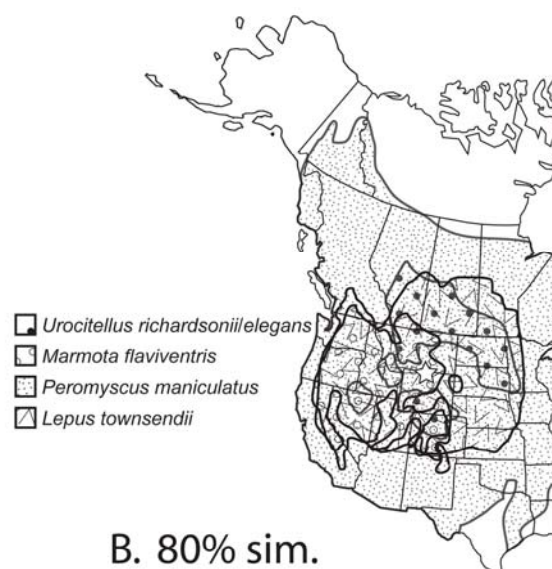 Urocitellus richardsonii/elegans
Marmota flaviventris
Peromyscus maniculatus
Lepus townsendii
B. 80% sim.